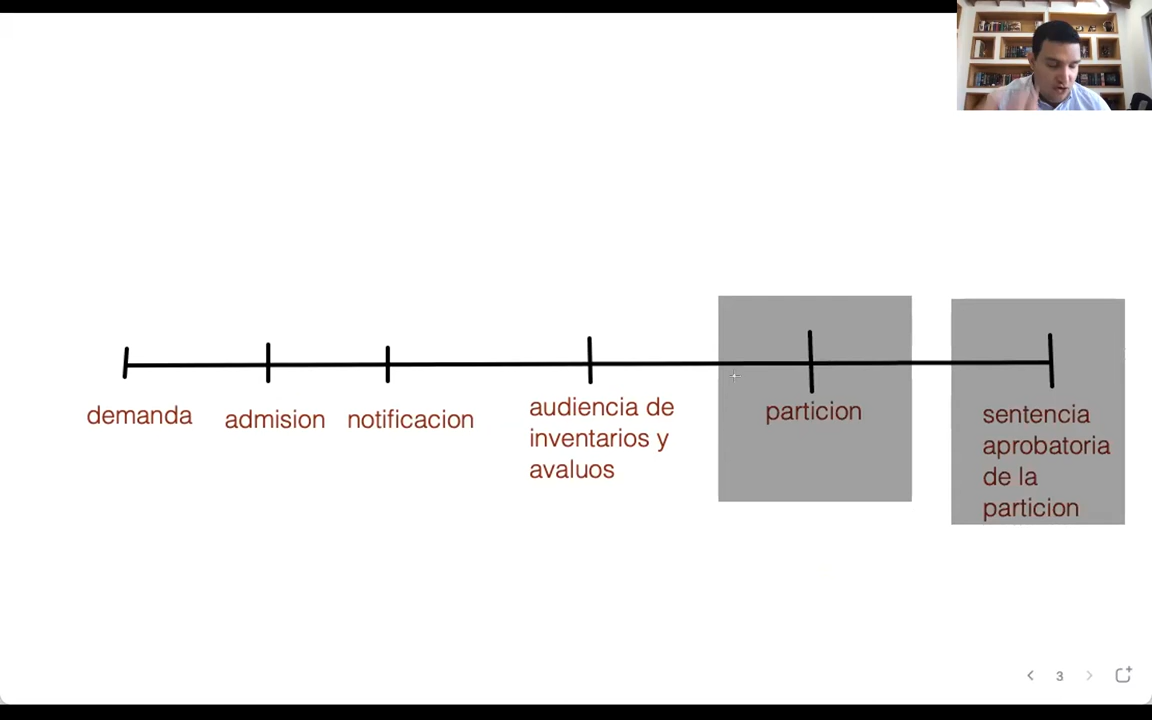 demanda
admision
notificacion
audiencia de
inventarios y
avaluos
particion
sentencia
aprobatoria
de la
particion
3